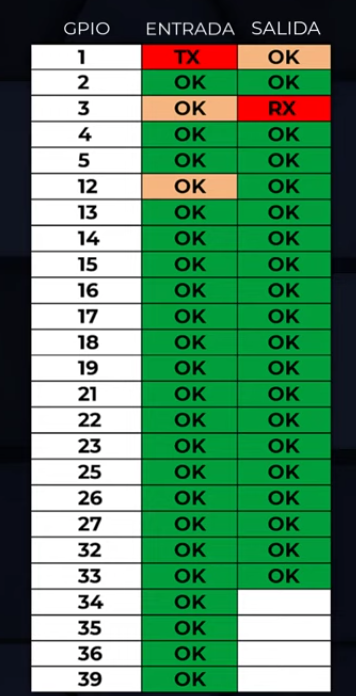 GPIO ENTRADA SALIDA
1 TX OK
2 OK OK
3 OK RX
4 OK OK
5 OK OK
12 OK OK
13 OK OK
14 OK OK
15 OK OK
16 OK OK
17 OK OK
18 OK OK
19 OK OK
21 OK OK
22 OK OK
23 OK OK
25 OK OK
26 OK OK
27 OK OK
32 OK OK
33 OK OK
34 OK
35 OK
36 OK
39 OK